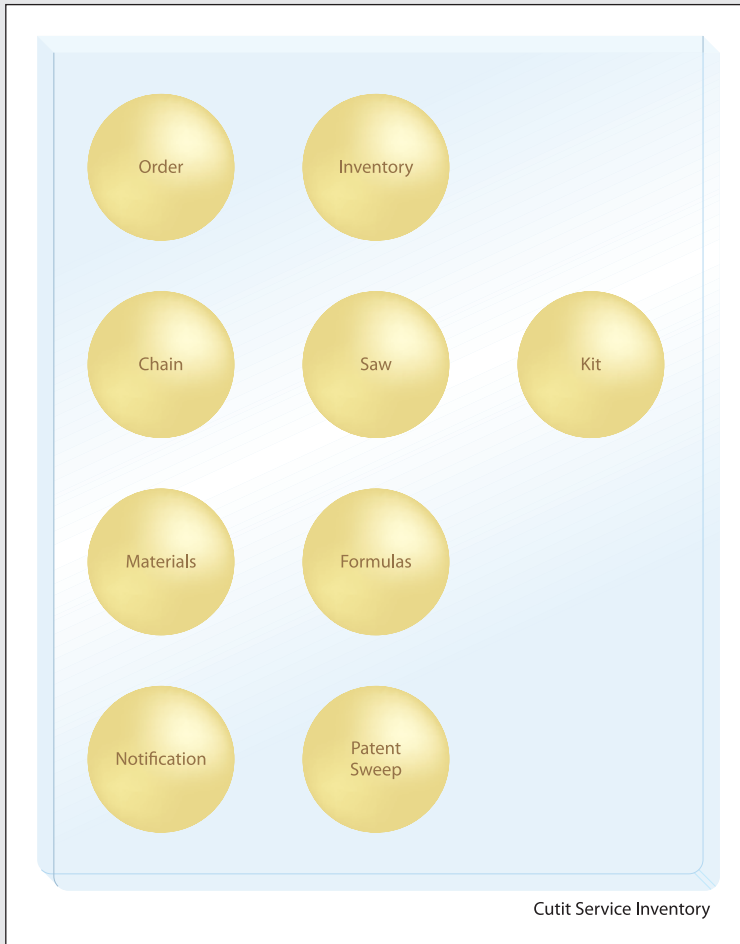 Order
Inventory
Chain
Saw
Kit
Materials
Formulas
Notification
Patent
Sweep
Cutit Service Inventory